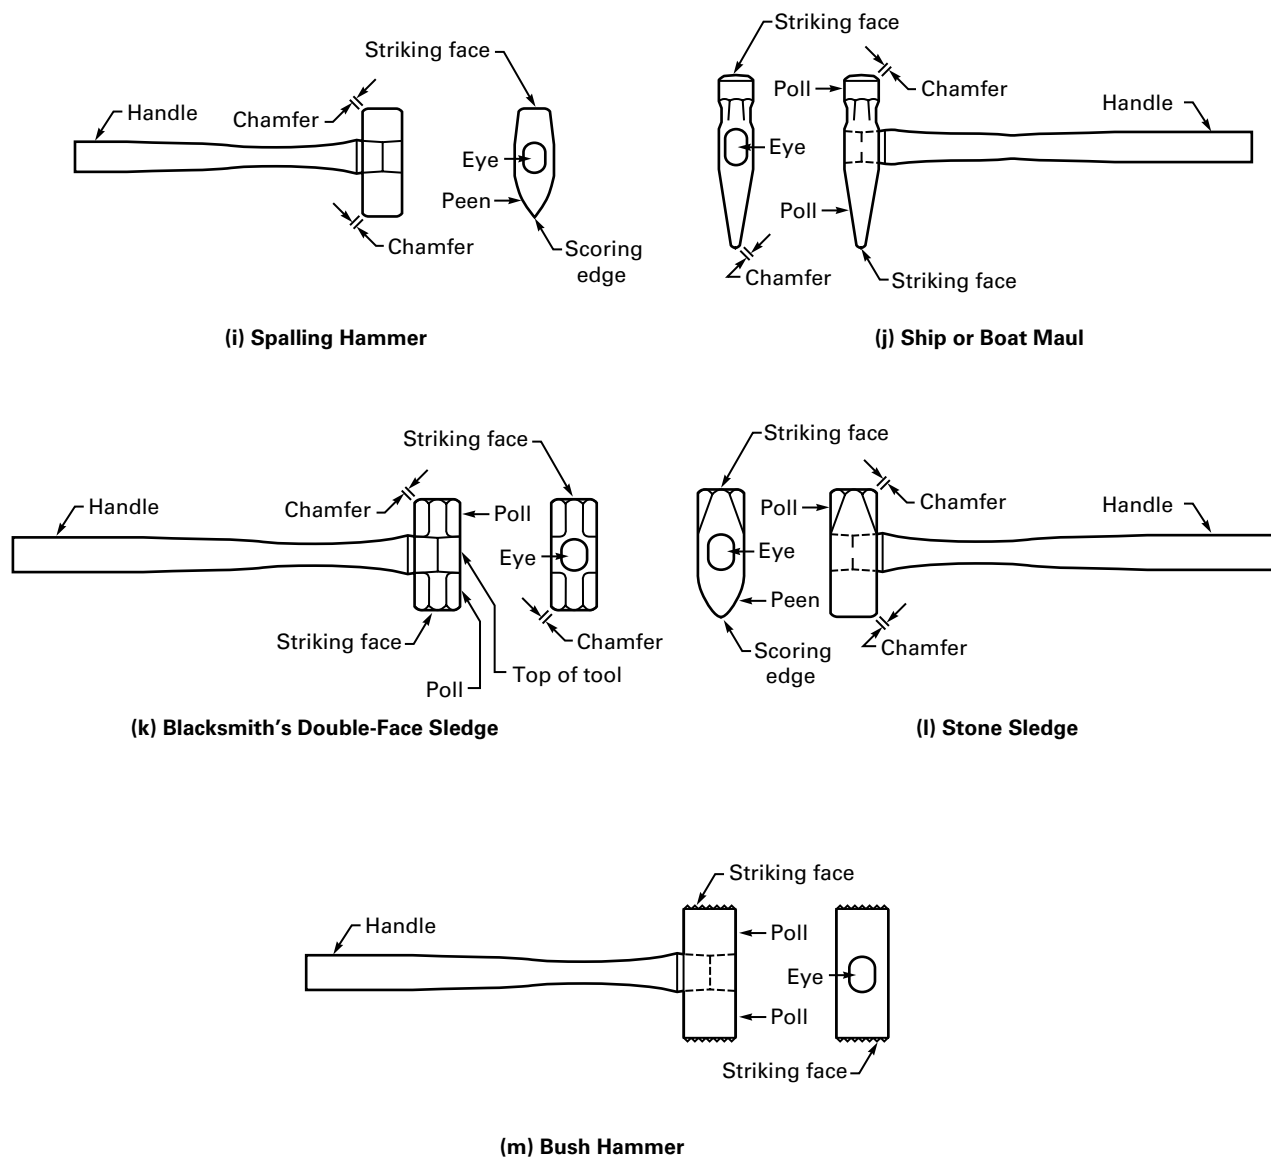 Striking face
Handle
Chamfer
Eye
Peen
Chamfer
Scoring
edge
(i) Spalling Hammer
Striking face
Poll
Chamfer
Handle
Eye
Poll
Chamfer
Striking face
(j) Ship or Boat Maul
Striking face
Handle
Chamfer
Poll
Eye
Striking face
Chamfer
Top of tool
Poll
(k) Blacksmith’s Double-Face Sledge
Striking face
Poll
Chamfer
Handle
Eye
Peen
Scoring
edge
Chamfer
(l) Stone Sledge
Striking face
Handle
Poll
Eye
Poll
Striking face
(m) Bush Hammer